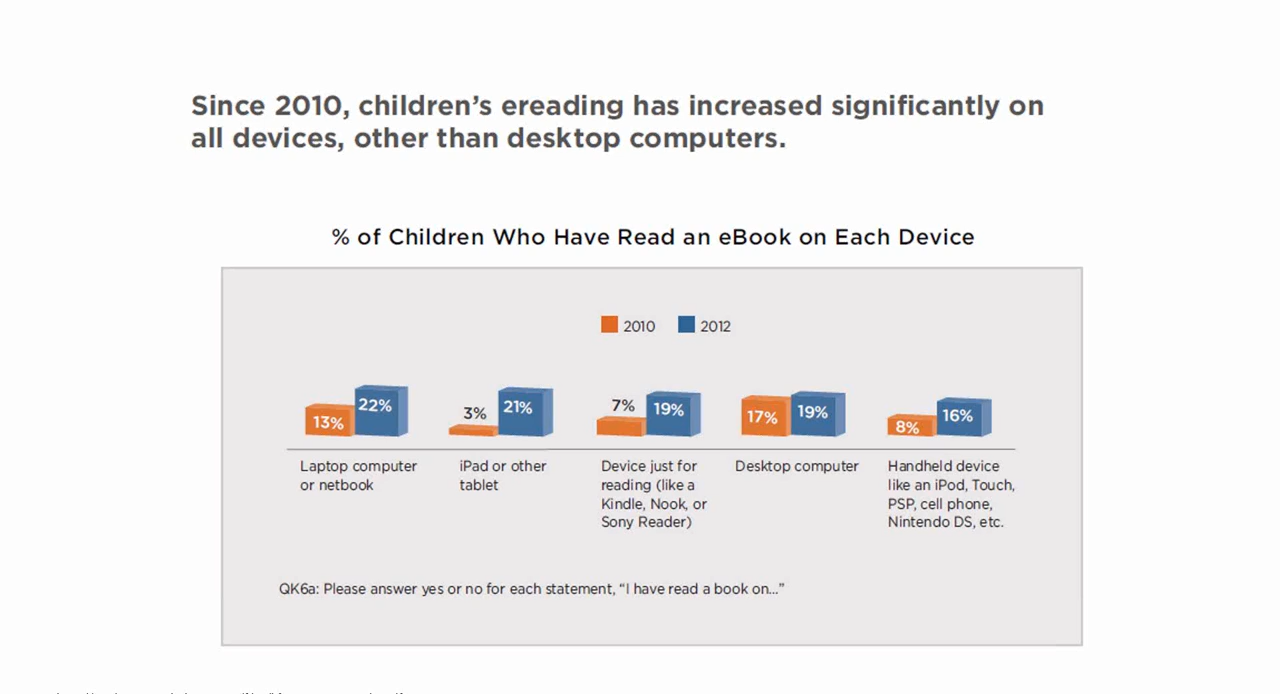 Since 2010, children's ereading has increased significantly on
all devices, other than desktop computers.
% of Children Who Have Read an eBook on Each Device
2010 2012
13% 22% 3% 21% 7% 19% 17% 19% 8% 16%
Laptop computer
or netbook
iPad or other
tablet
Device just for
reading (like a
Kindle, Nook, or
Sony Reader)
Desktop computer
Handheld device
like an iPod, Touch,
PSP, cell phone,
Nintendo DS, etc.
QK6a: Please answer yes or no for each statement, “I have read a book on...”